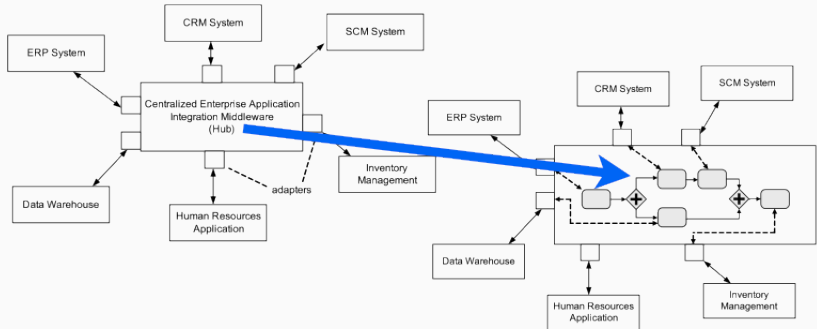 CRM System
SCM System
ERP System
Centralized Enterprise Application
Integration Middleware
(Hub)
adapters
Inventory
Management
Data Warehouse
Human Resources
Application
CRM System
SCM System
ERP System
Data Warehouse
Human Resources
Application
Inventory
Management